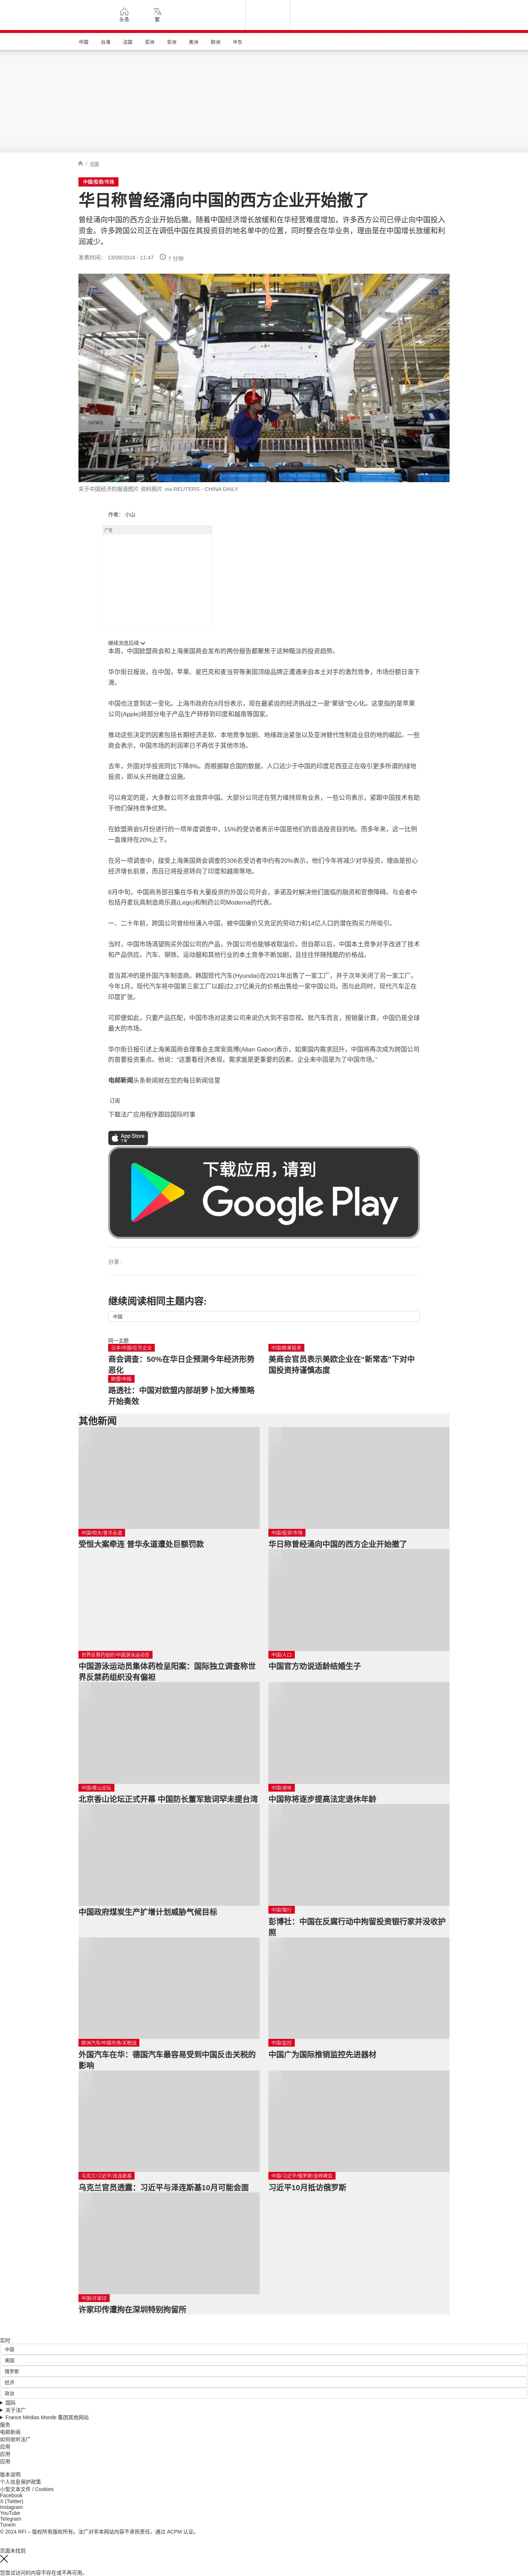 头条
繁
中国
台海
法国
亚洲
非洲
美洲
欧洲
中东
/ 中国
中国/投资/市场
华日称曾经涌向中国的西方企业开始撤了
曾经涌向中国的西方企业开始后撤。随着中国经济增长放缓和在华经营难度增加，许多西方公司已停止向中国投入
资金。许多跨国公司正在调低中国在其投资目的地名单中的位置，同时整合在华业务，理由是在中国增长放缓和利
润减少。
发表时间： 13/09/2024 - 11:47
7 分钟
关于中国经济的报道图片 资料照片 via REUTERS - CHINA DAILY
作者： 小山
广告
继续浏览后续
本周，中国欧盟商会和上海美国商会发布的两份报告都聚焦于这种黯淡的投资趋势。
华尔街日报说，在中国，苹果、星巴克和麦当劳等美国顶级品牌正遭遇来自本土对手的激烈竞争，市场份额日渐下
滑。
中国也注意到这一变化。上海市政府在8月份表示，现在最紧迫的经济挑战之一是“果链”空心化。这里指的是苹果
公司(Apple)将部分电子产品生产转移到印度和越南等国家。
推动这些决定的因素包括长期经济走软、本地竞争加剧、地缘政治紧张以及亚洲替代性制造业目的地的崛起。一些
商会表示，中国市场的利润率已不再优于其他市场。
去年，外国对华投资同比下降8%。而根据联合国的数据，人口远少于中国的印度尼西亚正在吸引更多所谓的绿地
投资，即从头开始建立设施。
可以肯定的是，大多数公司不会放弃中国。大部分公司还在努力维持现有业务，一些公司表示，紧跟中国技术有助
于他们保持竞争优势。
在欧盟商会5月份进行的一项年度调查中，15%的受访者表示中国是他们的首选投资目的地。而多年来，这一比例
一直维持在20%上下。
在另一项调查中，接受上海美国商会调查的306名受访者中约有20%表示，他们今年将减少对华投资，理由是担心
经济增长前景，而且已将投资转向了印度和越南等地。
8月中旬，中国商务部召集在华有大量投资的外国公司开会，承诺及时解决他们面临的融资和官僚障碍。与会者中
包括丹麦玩具制造商乐高(Lego)和制药公司Moderna的代表。
一、二十年前，跨国公司曾纷纷涌入中国，被中国廉价又充足的劳动力和14亿人口的潜在购买力所吸引。
当时，中国市场渴望购买外国公司的产品，外国公司也能够收取溢价。但自那以后，中国本土竞争对手改进了技术
和产品供应。汽车、钢铁、运动服和其他行业的本土竞争不断加剧，且往往伴随残酷的价格战。
首当其冲的是外国汽车制造商。韩国现代汽车(Hyundai)在2021年出售了一家工厂，并于次年关闭了另一家工厂。
今年1月，现代汽车将中国第三家工厂以超过2.27亿美元的价格出售给一家中国公司。而与此同时，现代汽车正在
印度扩张。
可即便如此，只要产品匹配，中国市场对这类公司来说仍大到不容忽视。就汽车而言，按销量计算，中国仍是全球
最大的市场。
华尔街日报引述上海美国商会理事会主席安高博(Allan Gabor)表示，如果国内需求回升，中国将再次成为跨国公司
的首要投资重点。他说：“这要看经济表现。需求面是更重要的因素。企业来中国是为了中国市场。”
电邮新闻头条新闻就在您的每日新闻信里
订阅
下载法广应用程序跟踪国际时事
App Store
下载
下载应用，请到
Google Play
分享 :
继续阅读相同主题内容:
中国
同一主题
日本/中国/在华企业
商会调查：50%在华日企预测今年经济形势
恶化
中国/欧美投资
美商会官员表示美欧企业在“新常态”下对中
国投资持谨慎态度
欧盟/中国
路透社：中国对欧盟内部胡萝卜加大棒策略
开始奏效
其他新闻
中国/恒大/普华永道
受恒大案牵连 普华永道遭处巨额罚款
中国/投资/市场
华日称曾经涌向中国的西方企业开始撤了
世界反禁药组织/中国游泳运动员
中国游泳运动员集体药检呈阳案：国际独立调查称世
界反禁药组织没有偏袒
中国/人口
中国官方劝说适龄结婚生子
中国/香山论坛
北京香山论坛正式开幕 中国防长董军致词罕未提台湾
中国/退休
中国称将逐步提高法定退休年龄
中国政府煤炭生产扩增计划威胁气候目标
中国/银行
彭博社：中国在反腐行动中拘留投资银行家并没收护
照
欧洲汽车/中国市场/关税战
外国汽车在华：德国汽车最容易受到中国反击关税的
影响
中国/监控
中国广为国际推销监控先进器材
乌克兰/习近平/泽连斯基
乌克兰官员透露：习近平与泽连斯基10月可能会面
中国/习近平/俄罗斯/金砖峰会
习近平10月抵访俄罗斯
中国/许家印
许家印传遭拘在深圳特别拘留所
实时
中国
美国
俄罗斯
经济
政治
国际
关于法广
France Médias Monde 集团其他网站
服务
电邮新闻
如何收听法广
应用
应用
应用
版本说明
个人信息保护政策
小型文本文件 / Cookies
Facebook
X (Twitter)
Instagram
YouTube
Telegram
TuneIn
© 2024 RFI – 版权所有版权所有。法广对非本网站内容不承担责任。通过 ACPM 认证。
页面未找到
您尝试访问的内容不存在或不再可用。